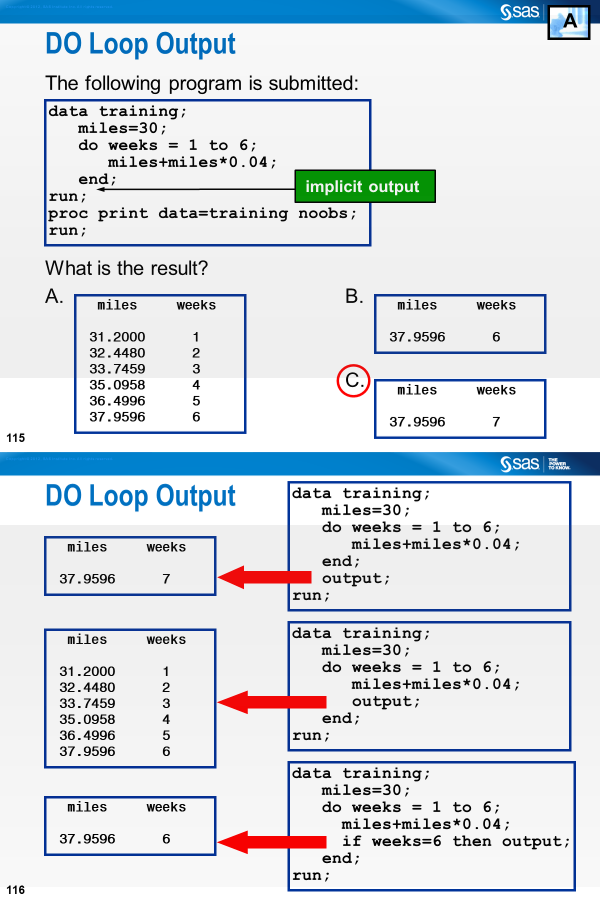 sas
A
DO Loop Output
The following program is submitted:
data training;
miles=30;
do weeks = 1 to 6;
miles+miles*0.04;
end;
implicit output
run;
proc print data=training noobs;
run;
What is the result?
A.
miles weeks
31.2000 1
32.4480 2
33.7459 3
35.0958 4
36.4996 5
37.9596 6
B.
miles weeks
37.9596 6
C.
miles weeks
37.9596 7
115
sas THE POWER TO KNOW.
DO Loop Output
miles weeks
37.9596 7
data training;
miles=30;
do weeks = 1 to 6;
miles+miles*0.04;
end;
output;
run;
miles weeks
31.2000 1
32.4480 2
33.7459 3
35.0958 4
36.4996 5
37.9596 6
data training;
miles=30;
do weeks = 1 to 6;
miles+miles*0.04;
output;
end;
run;
miles weeks
37.9596 6
data training;
miles=30;
do weeks = 1 to 6;
miles+miles*0.04;
if weeks=6 then output;
end;
run;
116